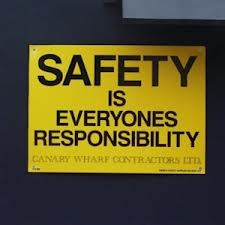 SAFETY
IS
EVERYONES
RESPONSIBILITY
CANARY WHARF CONTRACTORS LTD.